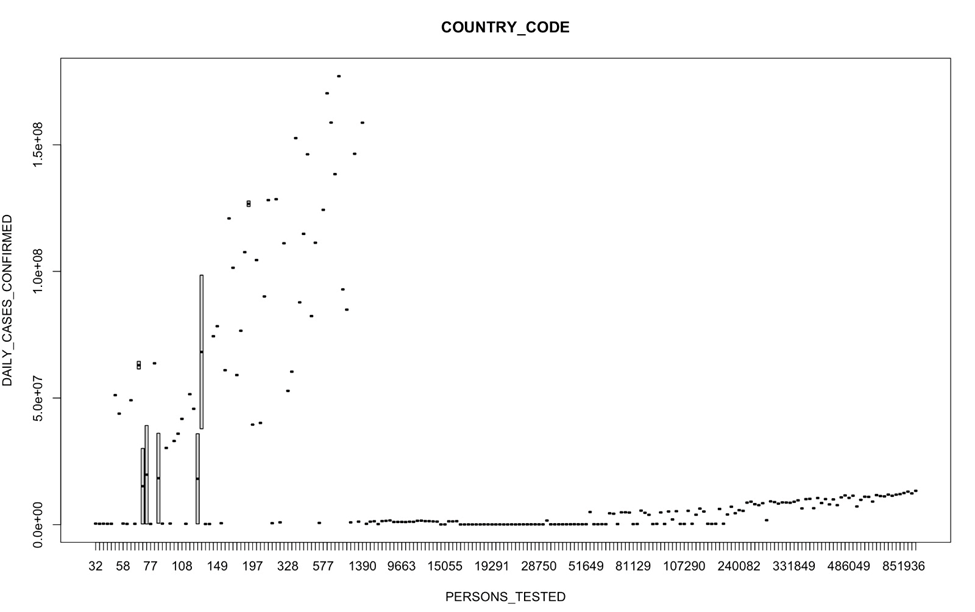 COUNTRY_CODE
DAILY_CASES_CONFIRMED
1.5e+08
1.0e+08
5.0e+07
0.0e+00
32 58 77 108 149 197 328 577 1390 9663 15055 19291 28750 51649 81129 107290 240082 331849 486049 851936
PERSONS_TESTED